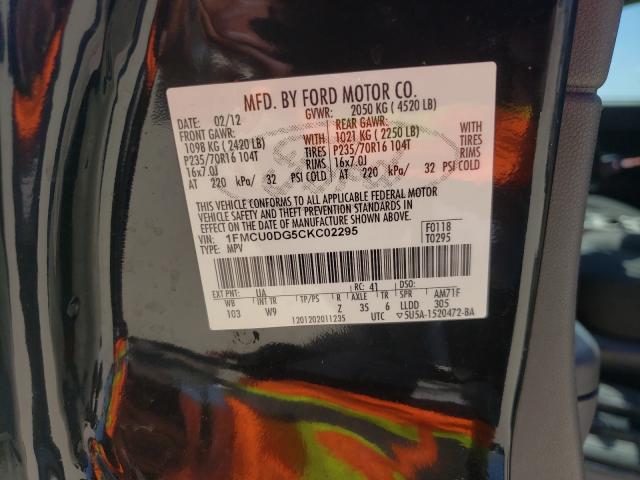 MFD. BY FORD MOTOR CO.
DATE: 02/12 GVWR: 2050 KG ( 4520 LB)
FRONT GAWR: REAR GAWR:
1098 KG ( 2420 LB) WITH 1021 KG ( 2250 LB) WITH
P235/70R16 104T TIRES P235/70R16 104T TIRES
16x7.0J RIMS 16x7.0J RIMS
AT 220 kPa/ 32 PSI COLD AT 220 kPa/ 32 PSI COLD
THIS VEHICLE CONFORMS TO ALL APPLICABLE FEDERAL MOTOR
VEHICLE SAFETY AND THEFT PREVENTION STANDARDS IN
EFFECT ON THE DATE OF MANUFACTURE SHOWN ABOVE.
VIN: 1FMCU0DG5CKC02295 F0118
TYPE: MPV T0295
EXT PNT: UA RC: 41 DSO:
WB INT TR TP/PS R AXLE TR SPR AM71F
103 W9 Z 35 6 LLDD 305
1201202011235 UTC 5U5A-1520472-BA